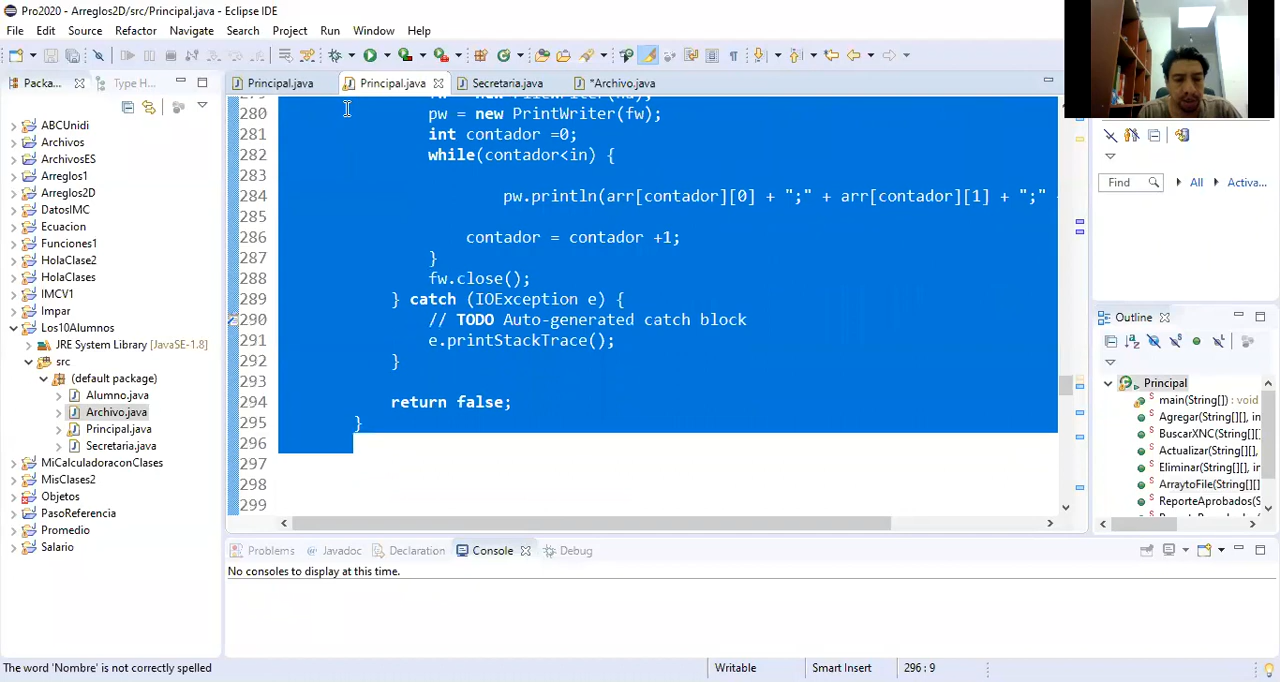 Pro2020 - Arreglos2D/src/Principal.java - Eclipse IDE
File Edit Source Refactor Navigate Search Project Run Window Help
Packa... Type H...
Principal.java Principal.java Secretaria.java *Archivo.java
ABCUnidi
Archivos
ArchivosES
Arreglos1
Arreglos2D
DatosIMC
Ecuacion
Funciones1
HolaClase2
HolaClases
IMCV1
Impar
Los10Alumnos
JRE System Library [JavaSE-1.8]
src
(default package)
Alumno.java
Archivo.java
Principal.java
Secretaria.java
MiCalculadoraconClases
MisClases2
Objetos
PasoReferencia
Promedio
Salario
280 pw = new PrintWriter(fw);
281 int contador =0;
282 while(contador<in) {
283
284 pw.println(arr[contador][0] + ";" + arr[contador][1] + ";"
285
286 contador = contador +1;
287 }
288 fw.close();
289 } catch (IOException e) {
290 // TODO Auto-generated catch block
291 e.printStackTrace();
292 }
293
294 return false;
295 }
296
297
298
299
Find All Activa...
Outline
Principal
main(String[]) : void
Agregar(String[][], in
BuscarXNC(String[][],
Actualizar(String[][],
Eliminar(String[][], in
ArraytoFile(String[][]
ReporteAprobados(S
Problems Javadoc Declaration Console Debug
No consoles to display at this time.
The word 'Nombre' is not correctly spelled Writable Smart Insert 296 : 9